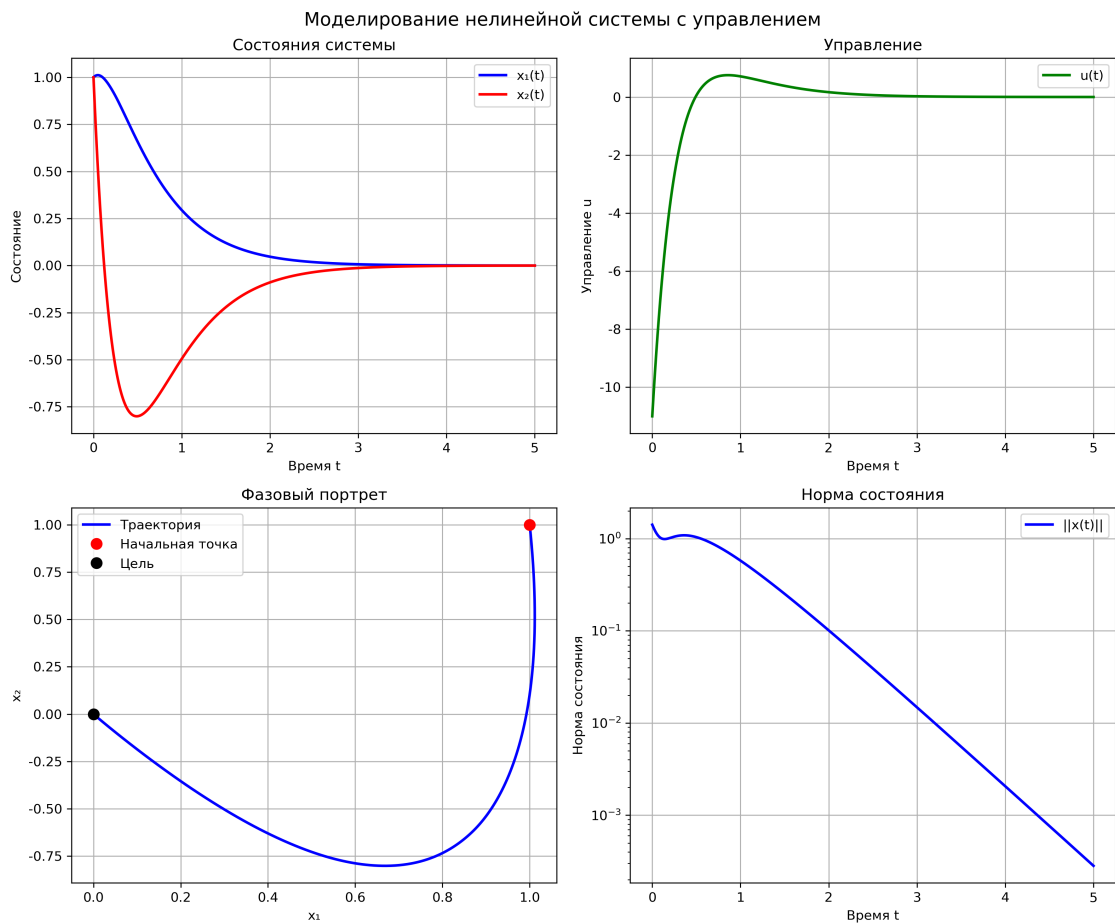 Моделирование нелинейной системы с управлением
Состояния системы
1.00
0.75
0.50
0.25
0.00
-0.25
-0.50
-0.75
Состояние
x₁(t)
x₂(t)
0 1 2 3 4 5
Время t
Управление
0
-2
-4
-6
-8
-10
Управление u
u(t)
0 1 2 3 4 5
Время t
Фазовый портрет
1.00
0.75
0.50
0.25
0.00
-0.25
-0.50
-0.75
x₂
Траектория
Начальная точка
Цель
0.0 0.2 0.4 0.6 0.8 1.0
x₁
Норма состояния
10⁰
10⁻¹
10⁻²
10⁻³
Норма состояния
||x(t)||
0 1 2 3 4 5
Время t